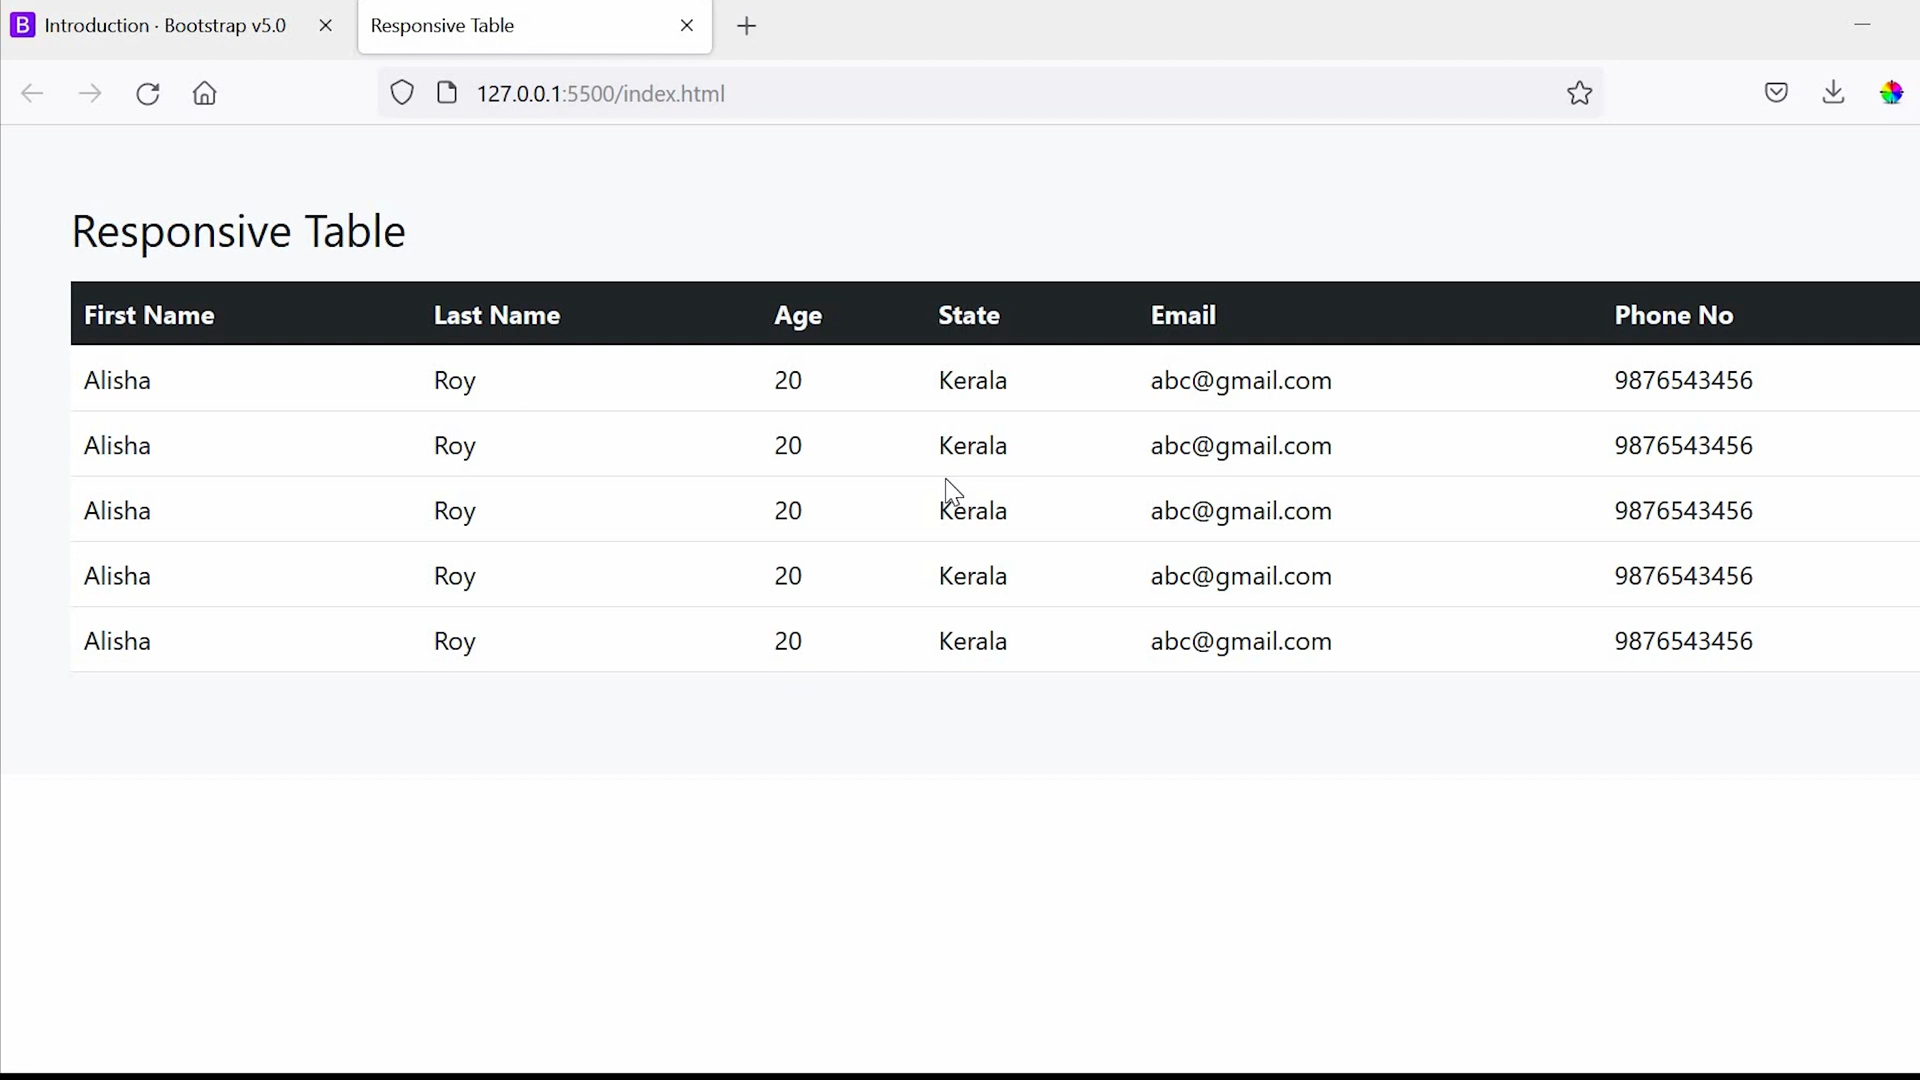 Introduction · Bootstrap v5.0 Responsive Table
127.0.0.1:5500/index.html
Responsive Table
First Name Last Name Age State Email Phone No
Alisha Roy 20 Kerala abc@gmail.com 9876543456
Alisha Roy 20 Kerala abc@gmail.com 9876543456
Alisha Roy 20 Kerala abc@gmail.com 9876543456
Alisha Roy 20 Kerala abc@gmail.com 9876543456
Alisha Roy 20 Kerala abc@gmail.com 9876543456